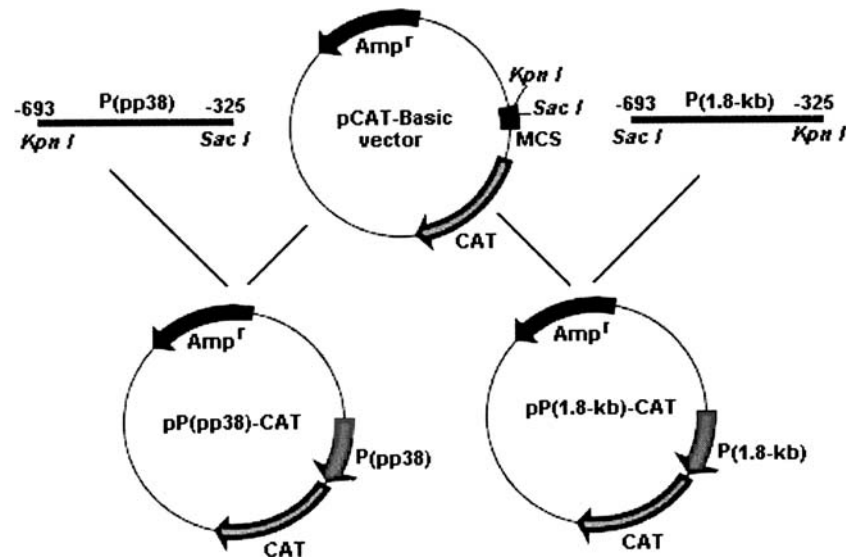 Amp^r
Kpn I
-693 P(pp38) -325
Kpn I Sac I
pCAT-Basic
vector
Sac I
MCS
CAT
-693 P(1.8-kb) -325
Sac I Kpn I
Amp^r
pP(pp38)-CAT
P(pp38)
CAT
Amp^r
pP(1.8-kb)-CAT
P(1.8-kb)
CAT